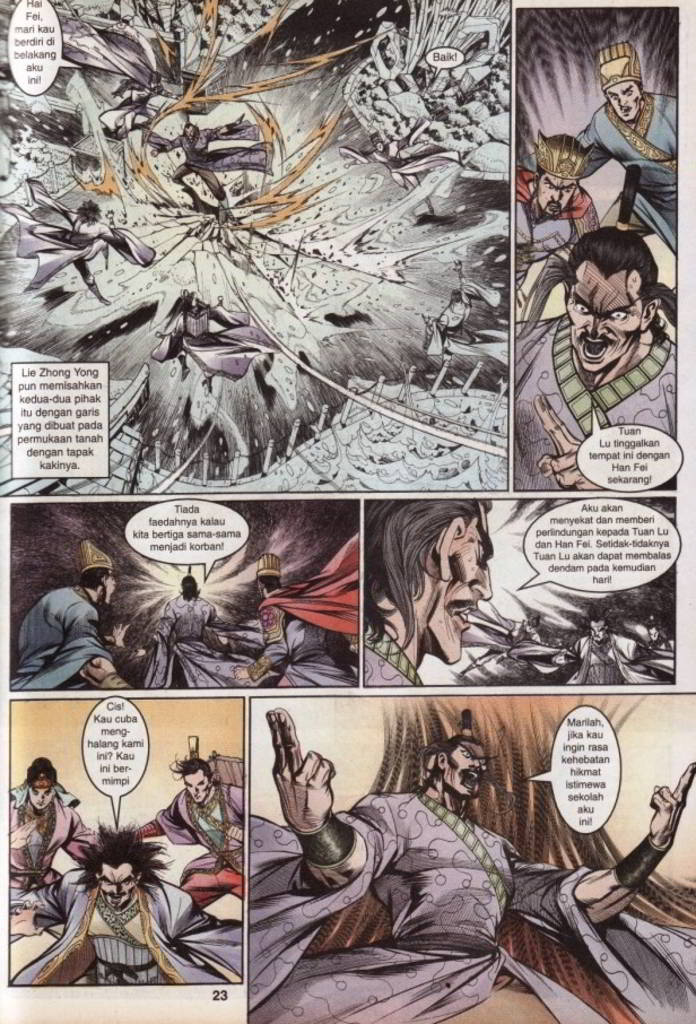 Hai
Fei,
mari kau
berdiri di
belakang
aku
ini!
Baik!
Lie Zhong Yong
pun memisahkan
kedua-dua pihak
itu dengan garis
yang dibuat pada
permukaan tanah
dengan tapak
kakinya.
Tuan
Lu tinggalkan
tempat ini dengan
Han Fei
sekarang!
Tiada
faedahnya kalau
kita bertiga sama-sama
menjadi korban!
Aku akan
menyekat dan memberi
perlindungan kepada Tuan Lu
dan Han Fei. Setidak-tidaknya
Tuan Lu akan dapat membalas
dendam pada kemudian
hari!
Cis!
Kau cuba
meng-
halang kami
ini? Kau
ini ber-
mimpi
Marilah,
jika kau
ingin rasa
kehebatan
hikmat
istimewa
sekolah
aku
ini!
23